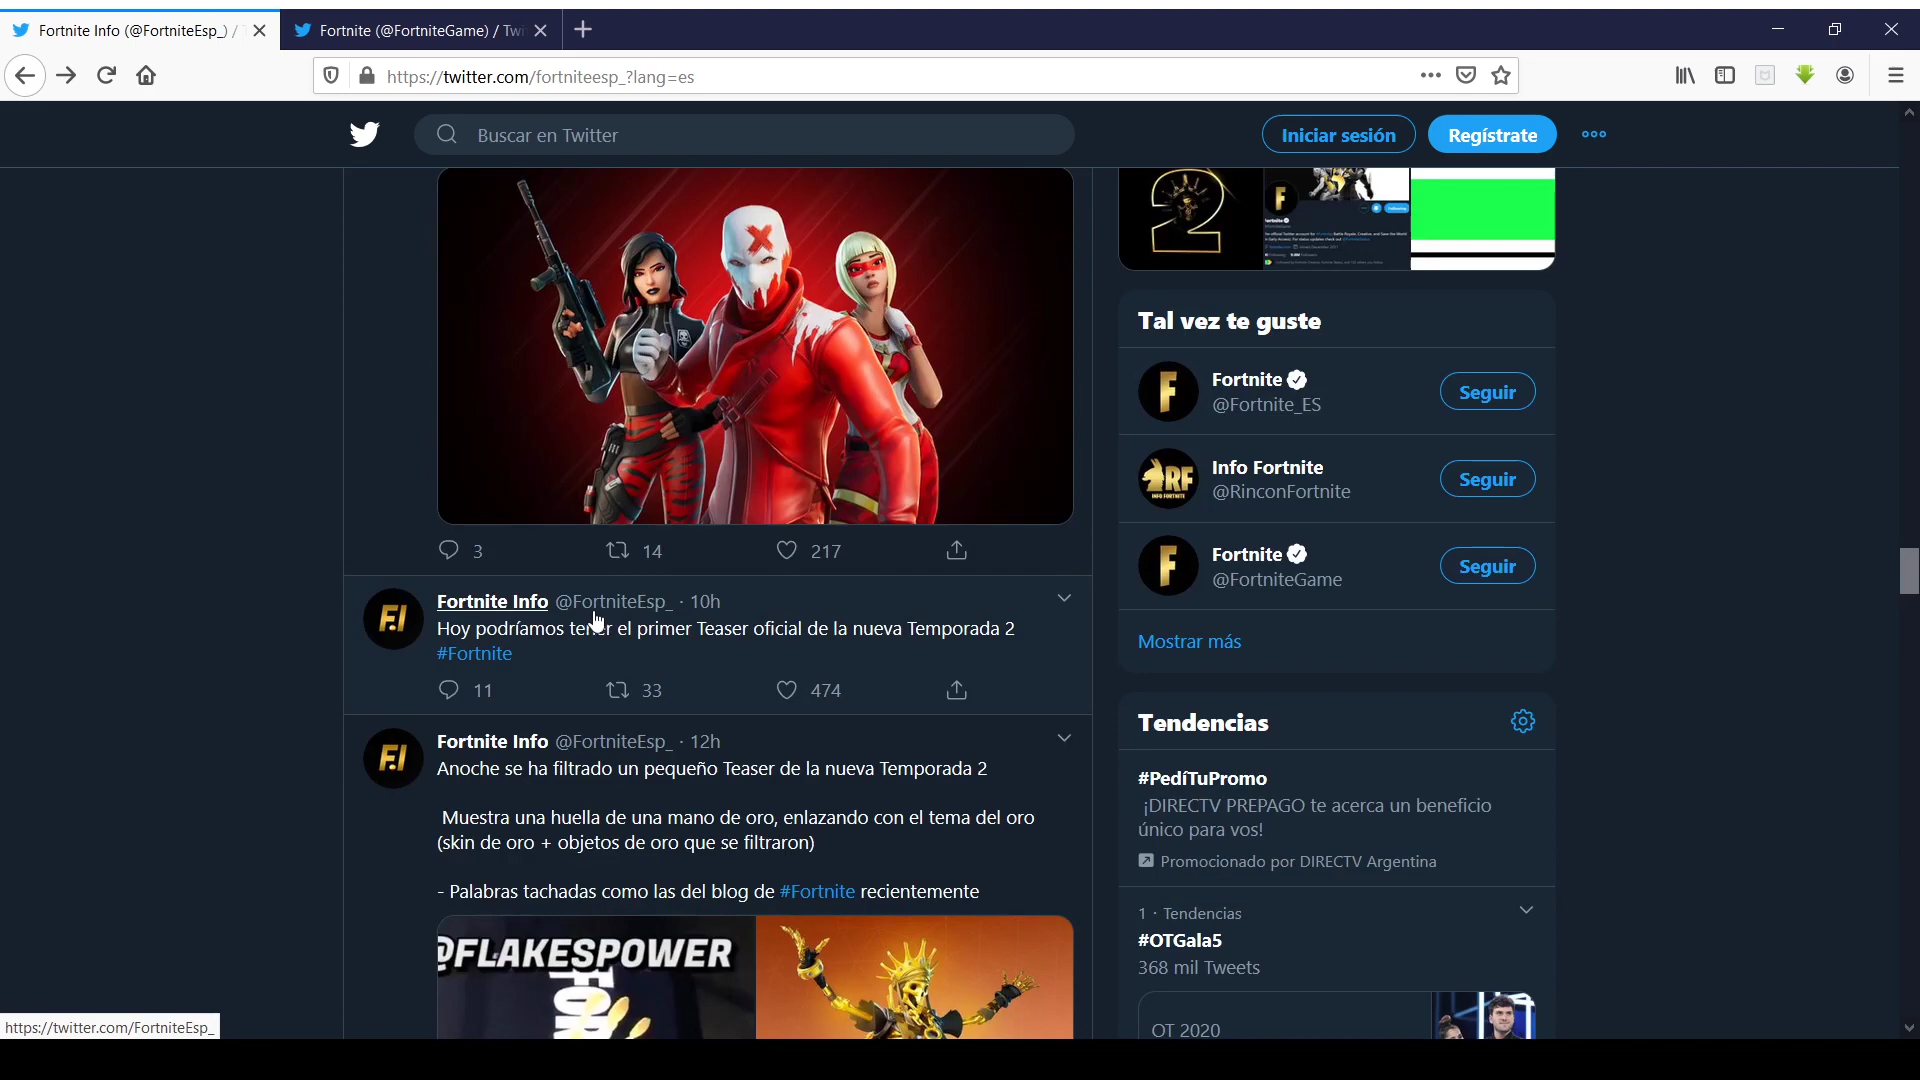 Fortnite Info (@FortniteEsp_) /
Fortnite (@FortniteGame) / Twi
https://twitter.com/fortniteesp_?lang=es
Buscar en Twitter
Iniciar sesión
Regístrate
3
14
217
Fortnite Info @FortniteEsp_ · 10h
Hoy podríamos tener el primer Teaser oficial de la nueva Temporada 2
#Fortnite
11
33
474
Fortnite Info @FortniteEsp_ · 12h
Anoche se ha filtrado un pequeño Teaser de la nueva Temporada 2
Muestra una huella de una mano de oro, enlazando con el tema del oro
(skin de oro + objetos de oro que se filtraron)
- Palabras tachadas como las del blog de #Fortnite recientemente
@FLAKESPOWER
FOR
2
Tal vez te guste
Fortnite
@Fortnite_ES
Seguir
Info Fortnite
@RinconFortnite
Seguir
RF
INFO FORTNITE
Fortnite
@FortniteGame
Seguir
Mostrar más
Tendencias
#PedíTuPromo
¡DIRECTV PREPAGO te acerca un beneficio
único para vos!
Promocionado por DIRECTV Argentina
1 · Tendencias
#OTGala5
368 mil Tweets
OT 2020
https://twitter.com/FortniteEsp_